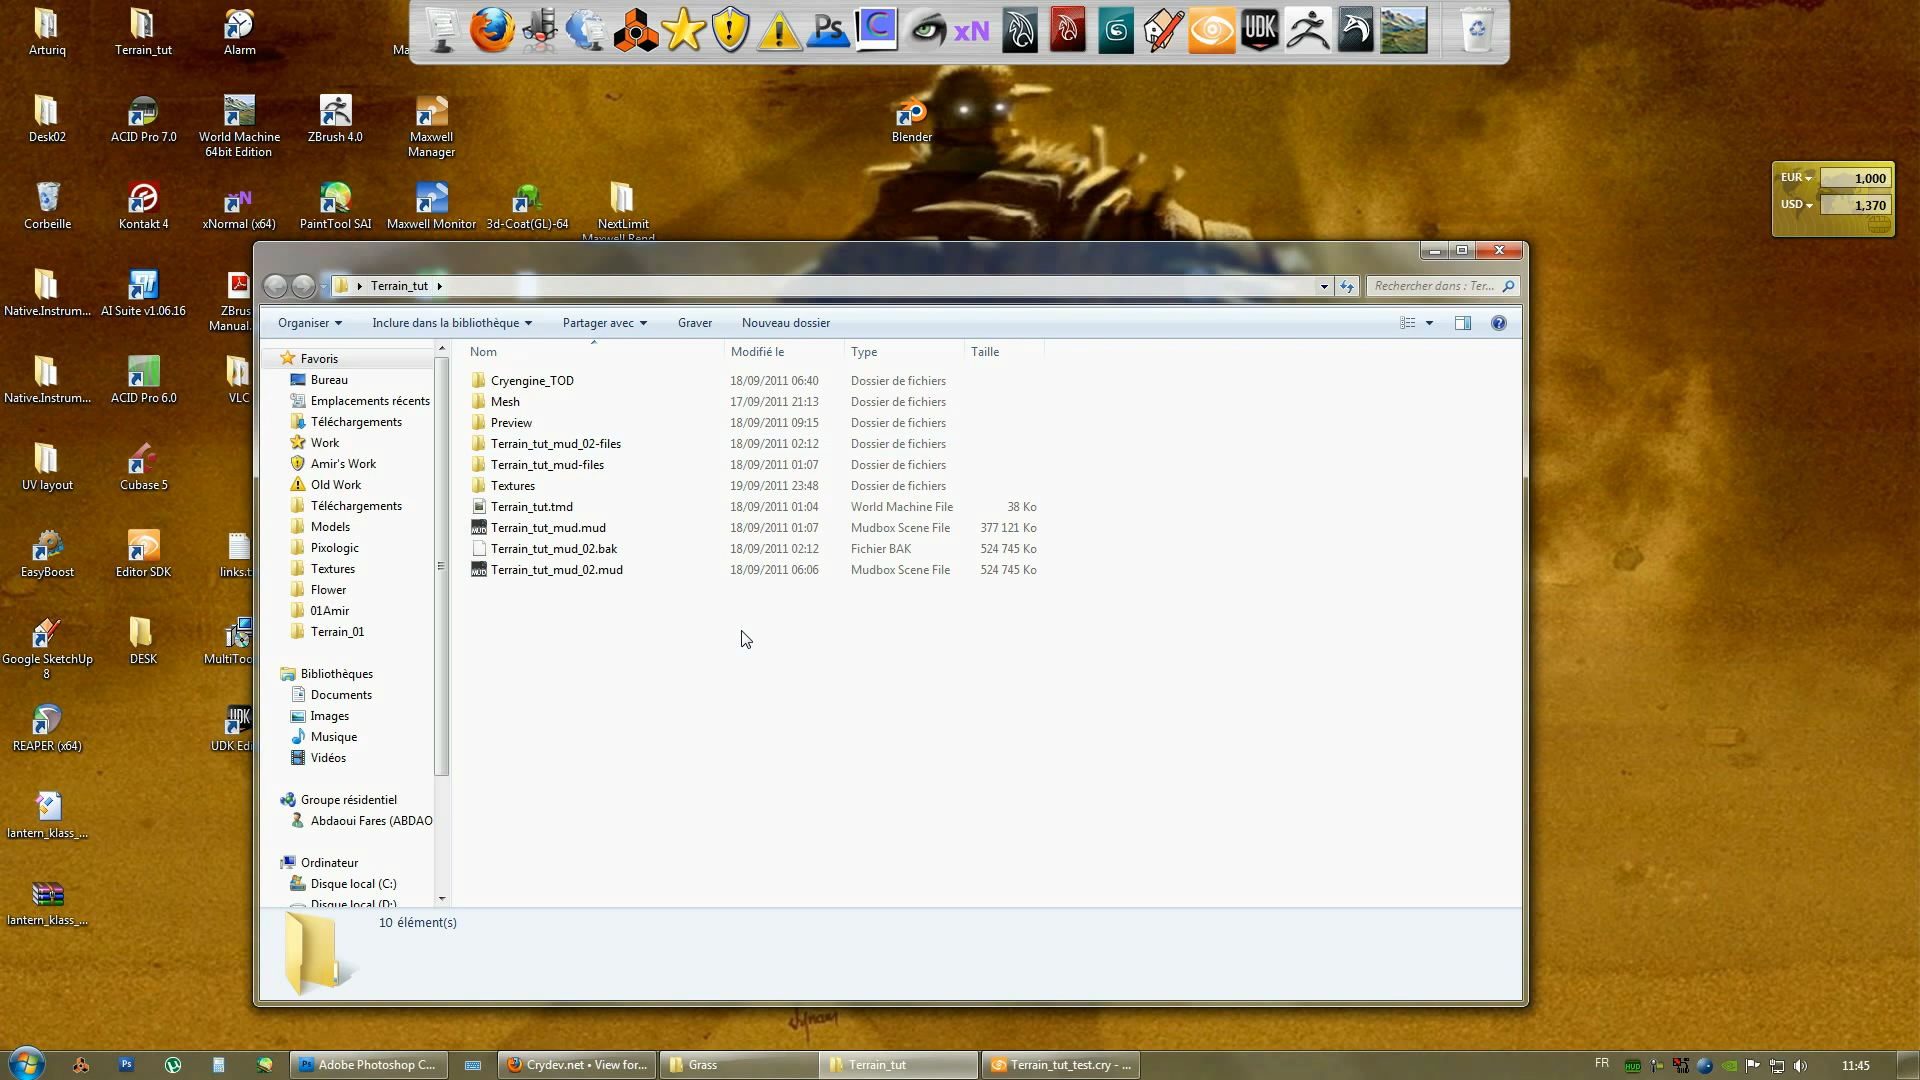 Arturiq
Terrain_tut
Alarm
Ma
Ps
xN
UDK
Desk02
ACID Pro 7.0
World Machine
64bit Edition
ZBrush 4.0
Maxwell
Manager
Blender
EUR
1,000
USD
1,370
Corbeille
Kontakt 4
xNormal (x64)
PaintTool SAI
Maxwell Monitor
3d-Coat(GL)-64
NextLimit
Maxwell Rend
Native.Instrum...
AI Suite v1.06.16
ZBrus
Manual.
Native.Instrum...
ACID Pro 6.0
VLC
UV layout
Cubase 5
EasyBoost
Editor SDK
links.t
Google SketchUp
8
DESK
MultiToo
REAPER (x64)
UDK Edi
lantern_klass_...
lantern_klass_...
Terrain_tut
Rechercher dans : Ter...
Organiser
Inclure dans la bibliothèque
Partager avec
Graver
Nouveau dossier
Favoris
Bureau
Emplacements récents
Téléchargements
Work
Amir's Work
Old Work
Téléchargements
Models
Pixologic
Textures
Flower
01Amir
Terrain_01
Bibliothèques
Documents
Images
Musique
Vidéos
Groupe résidentiel
Abdaoui Fares (ABDAO
Ordinateur
Disque local (C:)
Disque local (D:)
Nom Modifié le Type Taille
Cryengine_TOD 18/09/2011 06:40 Dossier de fichiers
Mesh 17/09/2011 21:13 Dossier de fichiers
Preview 18/09/2011 09:15 Dossier de fichiers
Terrain_tut_mud_02-files 18/09/2011 02:12 Dossier de fichiers
Terrain_tut_mud-files 18/09/2011 01:07 Dossier de fichiers
Textures 19/09/2011 23:48 Dossier de fichiers
Terrain_tut.tmd 18/09/2011 01:04 World Machine File 38 Ko
Terrain_tut_mud.mud 18/09/2011 01:07 Mudbox Scene File 377 121 Ko
Terrain_tut_mud_02.bak 18/09/2011 02:12 Fichier BAK 524 745 Ko
Terrain_tut_mud_02.mud 18/09/2011 06:06 Mudbox Scene File 524 745 Ko
10 élément(s)
Ps
Adobe Photoshop C...
Crydev.net • View for...
Grass
Terrain_tut
Terrain_tut_test.cry - ...
FR
11:45